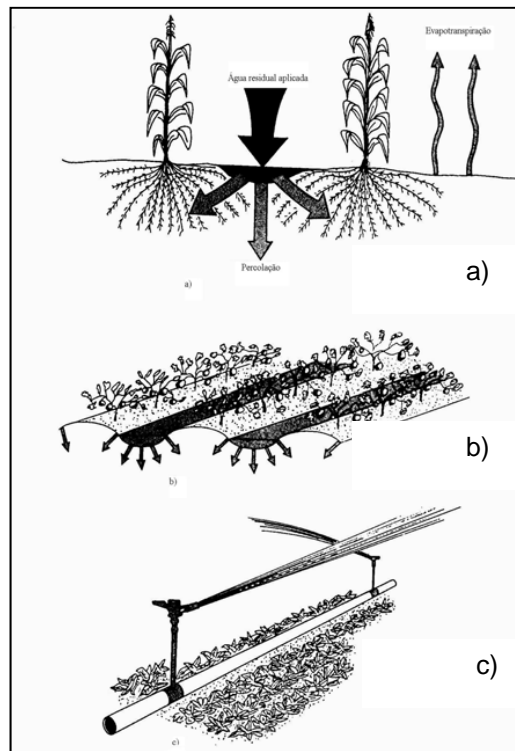 Evapotranspiração
Água residual aplicada
Percolação
a)
a)
b)
b)
c)
c)